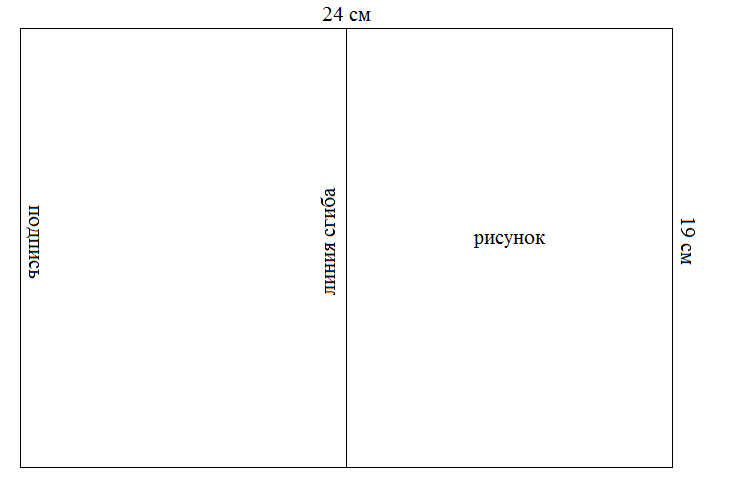 24 см
подпись
линия сгиба
рисунок
19 см